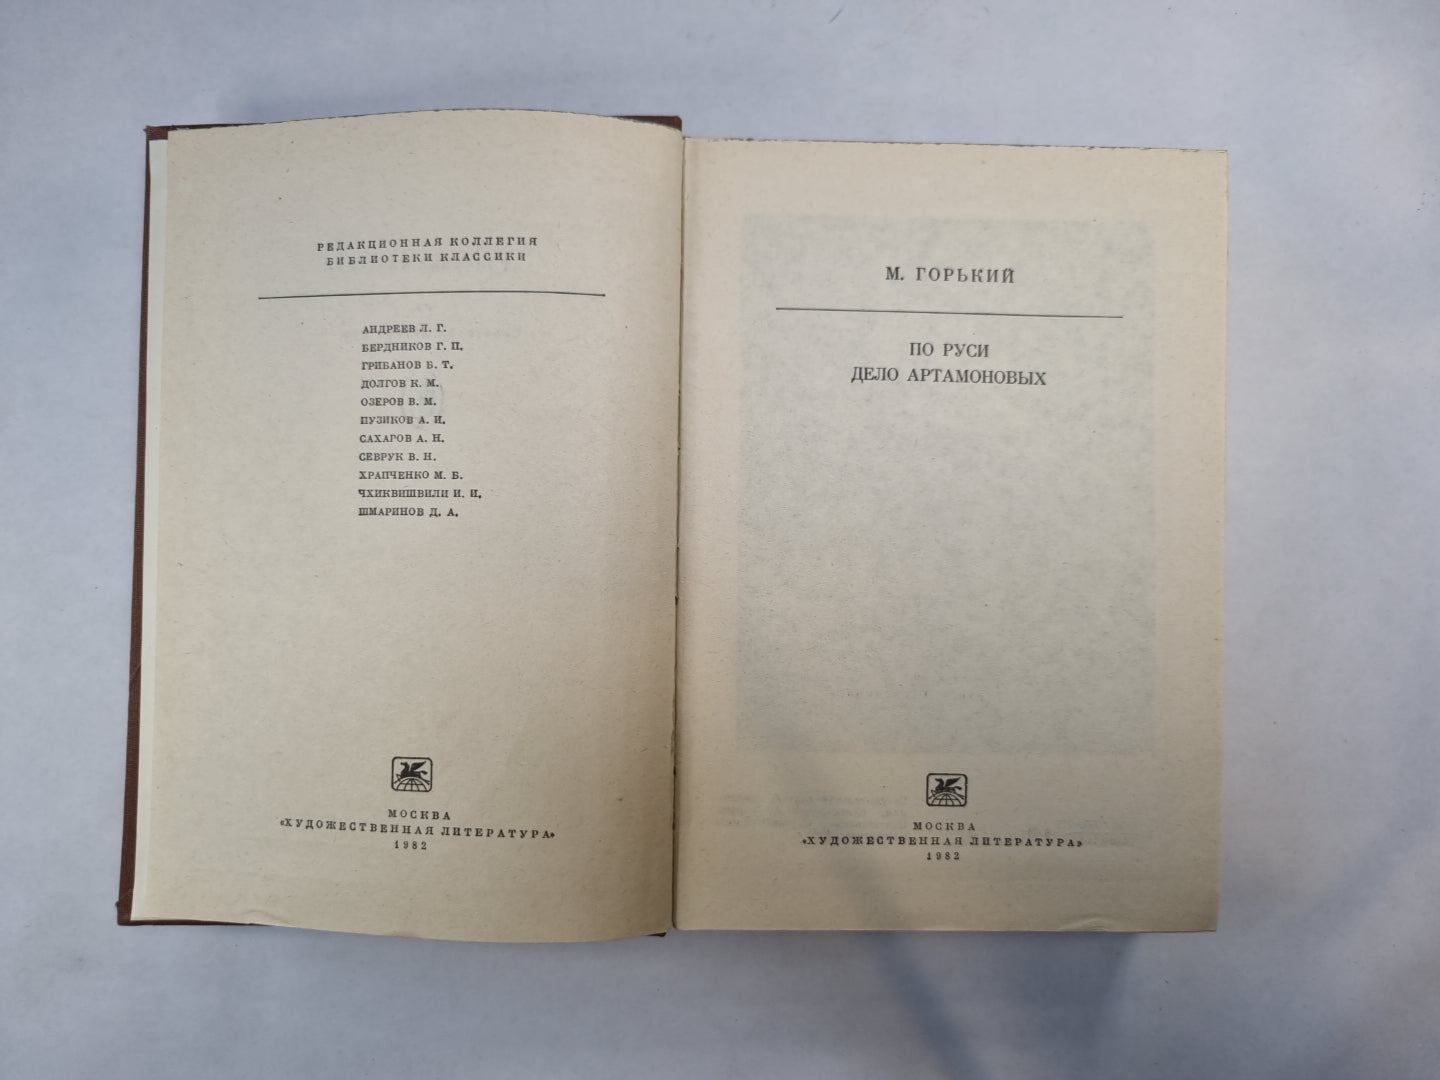 РЕДАКЦИОННАЯ КОЛЛЕГИЯ
БИБЛИОТЕКИ КЛАССИКИ
АНДРЕЕВ Л. Г.
БЕРДНИКОВ Г. П.
ГРИБАНОВ Б. Т.
ДОЛГОВ К. М.
ОЗЕРОВ В. М.
ПУЗИКОВ А. И.
САХАРОВ А. Н.
СЕВРУК В. Н.
ХРАПЧЕНКО М. Б.
ЧХИКВИШВИЛИ И. И.
ШМАРИНОВ Д. А.
МОСКВА
«ХУДОЖЕСТВЕННАЯ ЛИТЕРАТУРА»
1982
М. ГОРЬКИЙ
ПО РУСИ
ДЕЛО АРТАМОНОВЫХ
МОСКВА
«ХУДОЖЕСТВЕННАЯ ЛИТЕРАТУРА»
1982